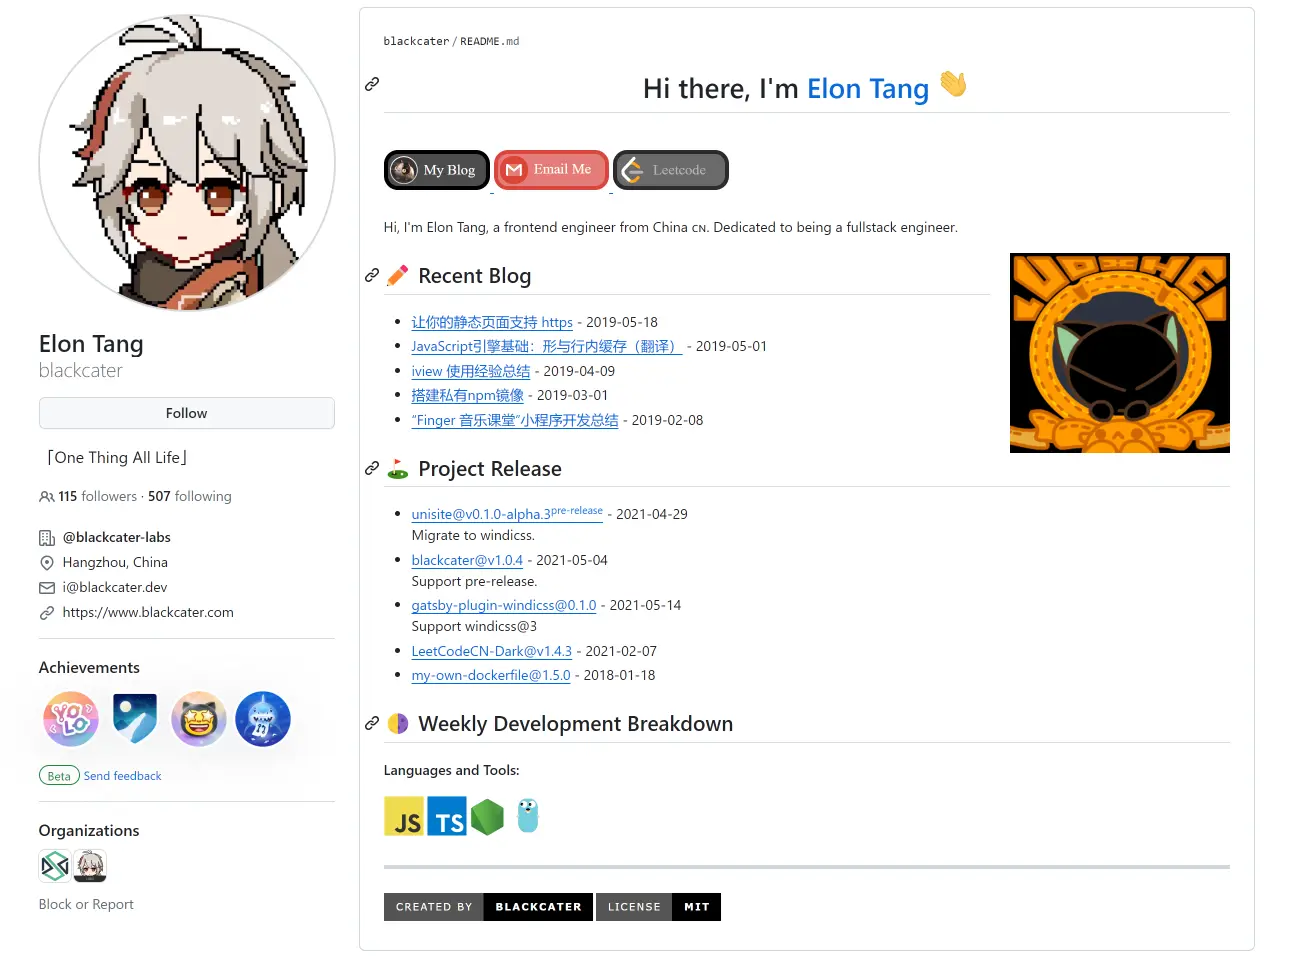 Elon Tang
blackcater
Follow
「One Thing All Life」
115 followers · 507 following
@blackcater-labs
Hangzhou, China
i@blackcater.dev
https://www.blackcater.com
Achievements
YOLO
Beta Send feedback
Organizations
Block or Report
blackcater / README.md
Hi there, I'm Elon Tang 👋
My Blog Email Me Leetcode
Hi, I'm Elon Tang, a frontend engineer from China ᴄɴ. Dedicated to being a fullstack engineer.
Recent Blog
让你的静态页面支持 https - 2019-05-18
JavaScript引擎基础：形与行内缓存（翻译） - 2019-05-01
iview 使用经验总结 - 2019-04-09
搭建私有npm镜像 - 2019-03-01
“Finger 音乐课堂”小程序开发总结 - 2019-02-08
Project Release
unisite@v0.1.0-alpha.3pre-release - 2021-04-29
Migrate to windicss.
blackcater@v1.0.4 - 2021-05-04
Support pre-release.
gatsby-plugin-windicss@0.1.0 - 2021-05-14
Support windicss@3
LeetCodeCN-Dark@v1.4.3 - 2021-02-07
my-own-dockerfile@1.5.0 - 2018-01-18
Weekly Development Breakdown
Languages and Tools:
JS TS
CREATED BY BLACKCATER LICENSE MIT